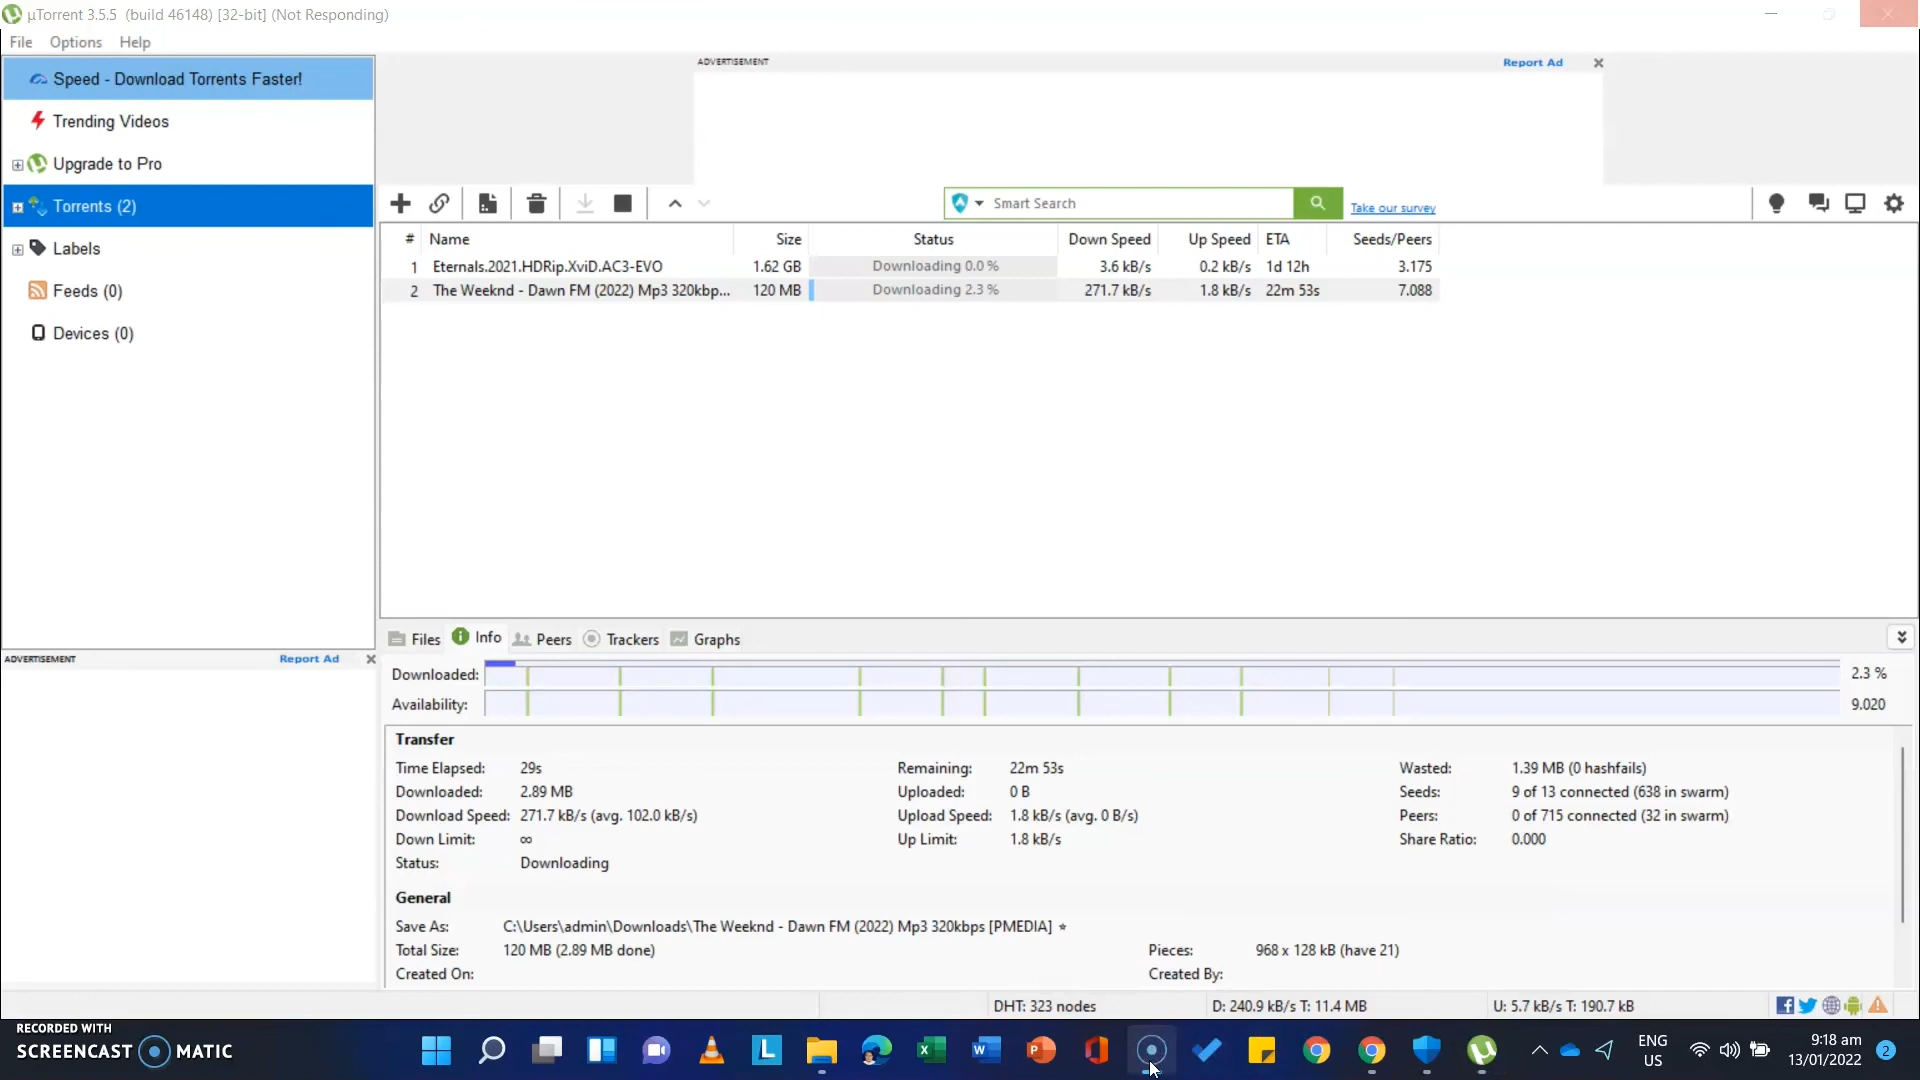 µTorrent 3.5.5 (build 46148) [32-bit] (Not Responding)
File Options Help
Speed - Download Torrents Faster!
Trending Videos
Upgrade to Pro
Torrents (2)
Labels
Feeds (0)
Devices (0)
ADVERTISEMENT Report Ad
ADVERTISEMENT Report Ad
Smart Search
Take our survey
# Name Size Status Down Speed Up Speed ETA Seeds/Peers
1 Eternals.2021.HDRip.XviD.AC3-EVO 1.62 GB Downloading 0.0 % 3.6 kB/s 0.2 kB/s 1d 12h 3.175
2 The Weeknd - Dawn FM (2022) Mp3 320kbp... 120 MB Downloading 2.3 % 271.7 kB/s 1.8 kB/s 22m 53s 7.088
Files Info Peers Trackers Graphs
Downloaded: 2.3 %
Availability: 9.020
Transfer
Time Elapsed: 29s Remaining: 22m 53s Wasted: 1.39 MB (0 hashfails)
Downloaded: 2.89 MB Uploaded: 0 B Seeds: 9 of 13 connected (638 in swarm)
Download Speed: 271.7 kB/s (avg. 102.0 kB/s) Upload Speed: 1.8 kB/s (avg. 0 B/s) Peers: 0 of 715 connected (32 in swarm)
Down Limit: ∞ Up Limit: 1.8 kB/s Share Ratio: 0.000
Status: Downloading
General
Save As: C:\Users\admin\Downloads\The Weeknd - Dawn FM (2022) Mp3 320kbps [PMEDIA] ⭐
Total Size: 120 MB (2.89 MB done) Pieces: 968 x 128 kB (have 21)
Created On: Created By:
DHT: 323 nodes D: 240.9 kB/s T: 11.4 MB U: 5.7 kB/s T: 190.7 kB
RECORDED WITH
SCREENCAST MATIC
L
ENG
US
9:18 am
13/01/2022
2